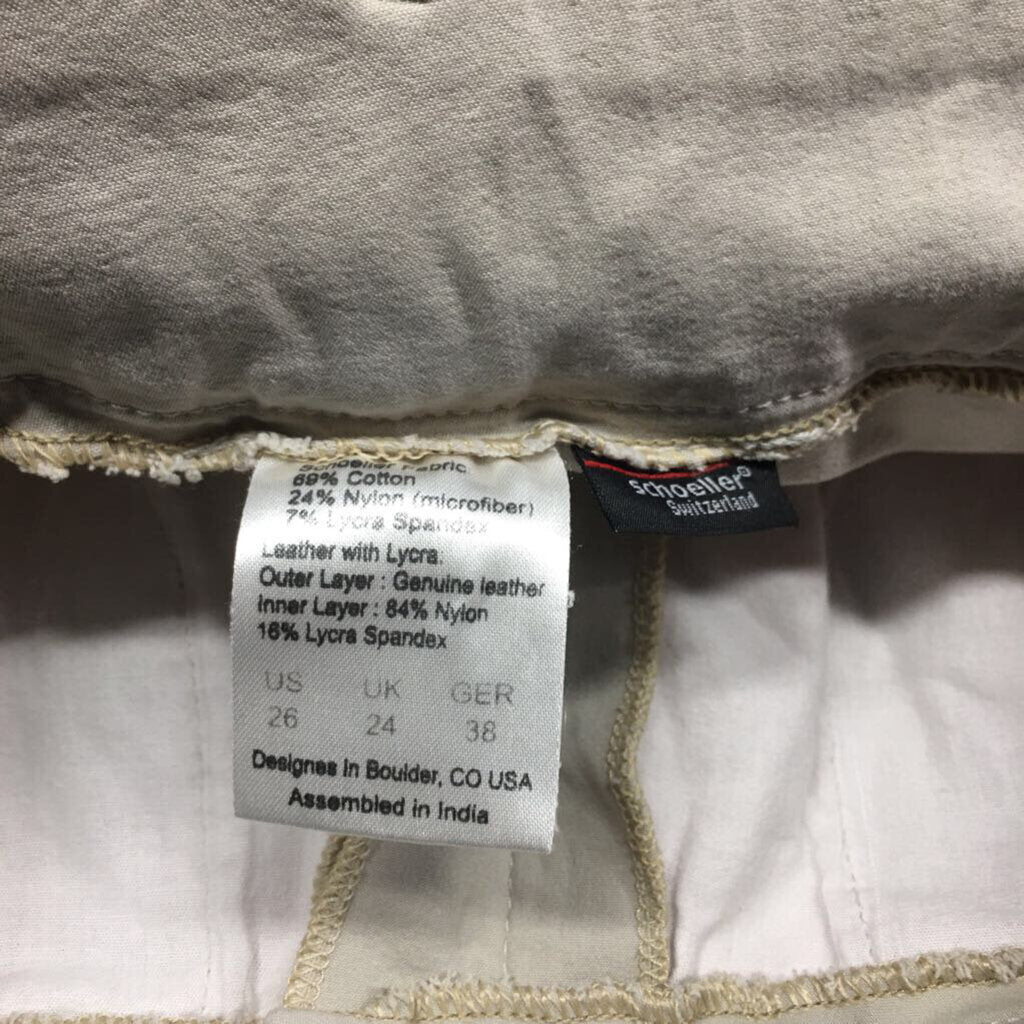 Schoeller Fabric
69% Cotton
24% Nylon (microfiber)
7% Lycra Spandex
Leather with Lycra.
Outer Layer : Genuine leather
Inner Layer : 84% Nylon
16% Lycra Spandex
US UK GER
26 24 38
Designes in Boulder, CO USA
Assembled in India
schoeller®
Switzerland